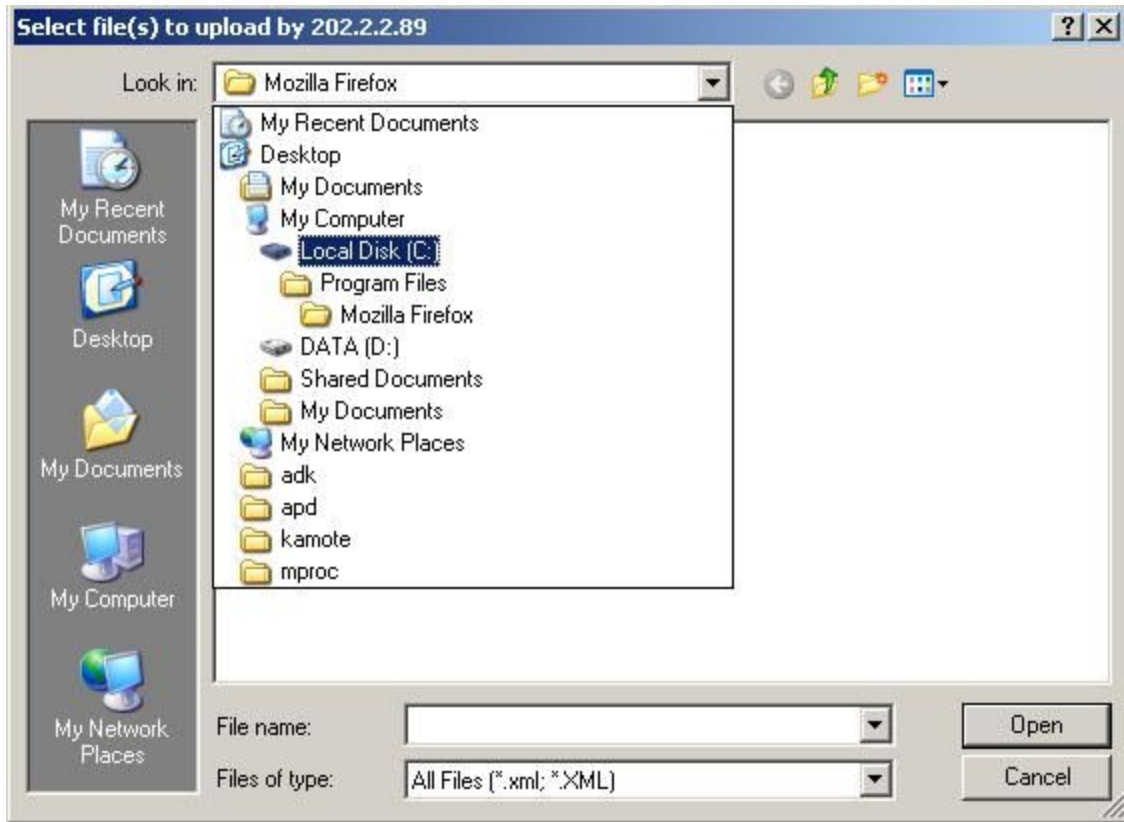 Select file(s) to upload by 202.2.2.89
Look in: Mozilla Firefox
My Recent Documents
Desktop
My Documents
My Computer
Local Disk (C:)
Program Files
Mozilla Firefox
DATA (D:)
Shared Documents
My Documents
My Network Places
adk
apd
kamote
mproc
My Recent
Documents
Desktop
My Documents
My Computer
My Network
Places
File name:
Open
Files of type: All Files (*.xml; *.XML)
Cancel